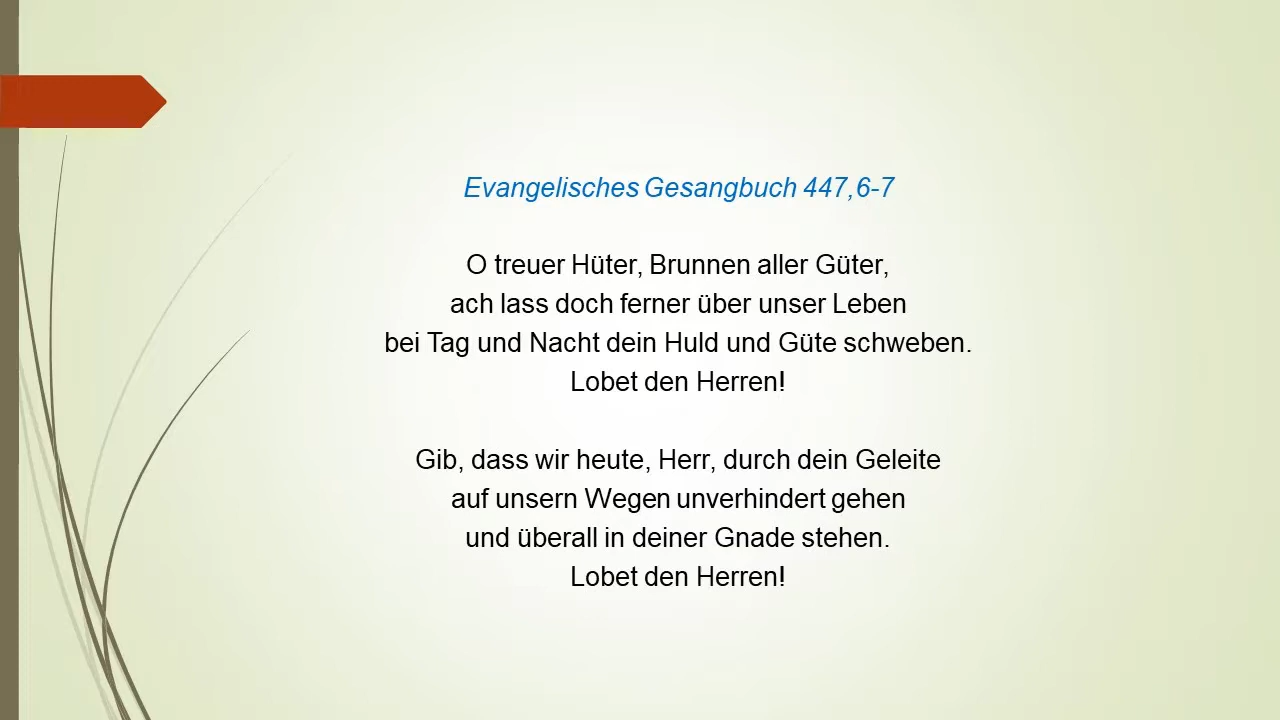 Evangelisches Gesangbuch 447,6-7
O treuer Hüter, Brunnen aller Güter,
ach lass doch ferner über unser Leben
bei Tag und Nacht dein Huld und Güte schweben.
Lobet den Herren!
Gib, dass wir heute, Herr, durch dein Geleite
auf unsern Wegen unverhindert gehen
und überall in deiner Gnade stehen.
Lobet den Herren!